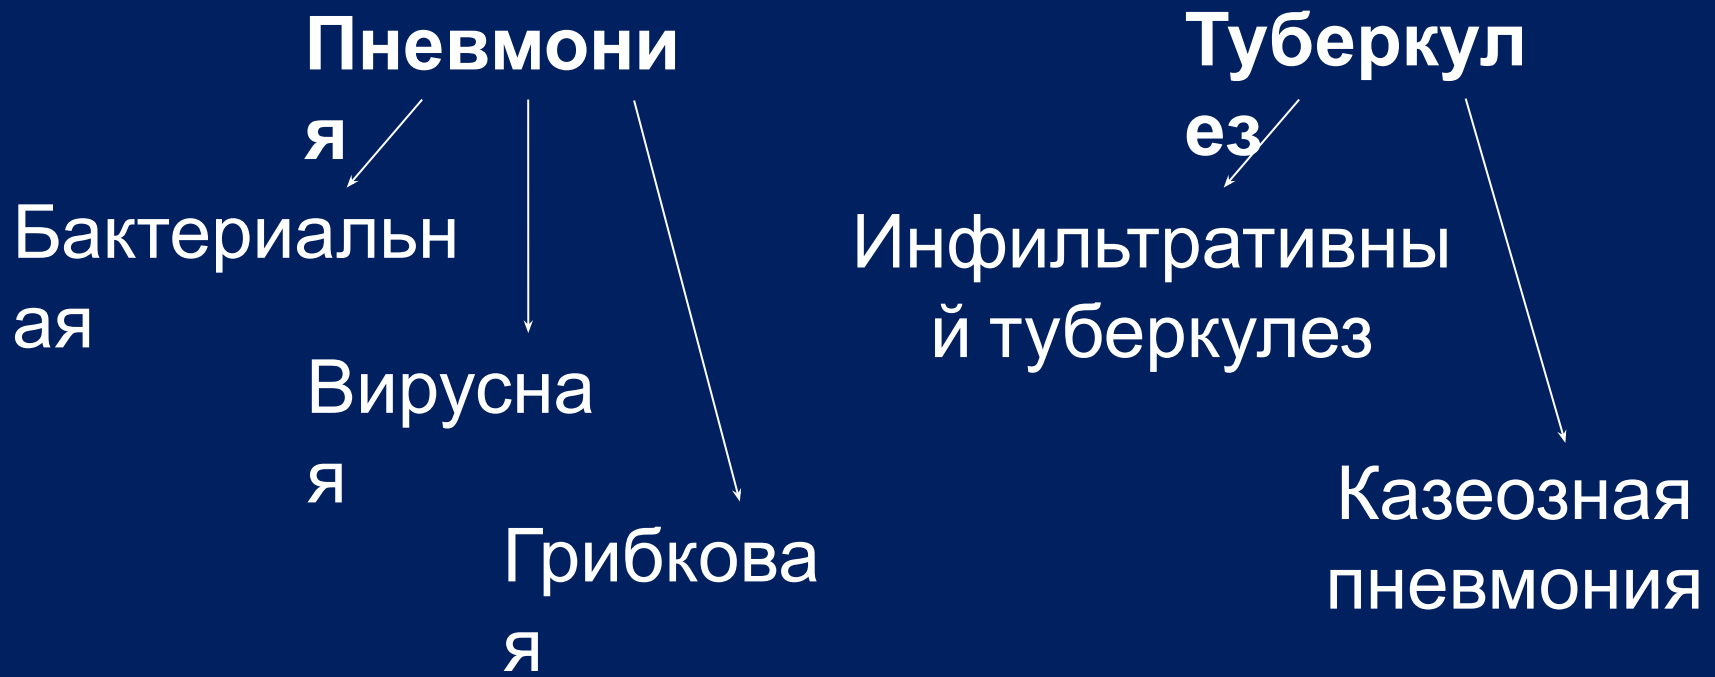 Пневмони
я
Бактериальн
ая
Вирусна
я
Грибкова
я
Туберкул
ез
Инфильтративны
й туберкулез
Казеозная
пневмония